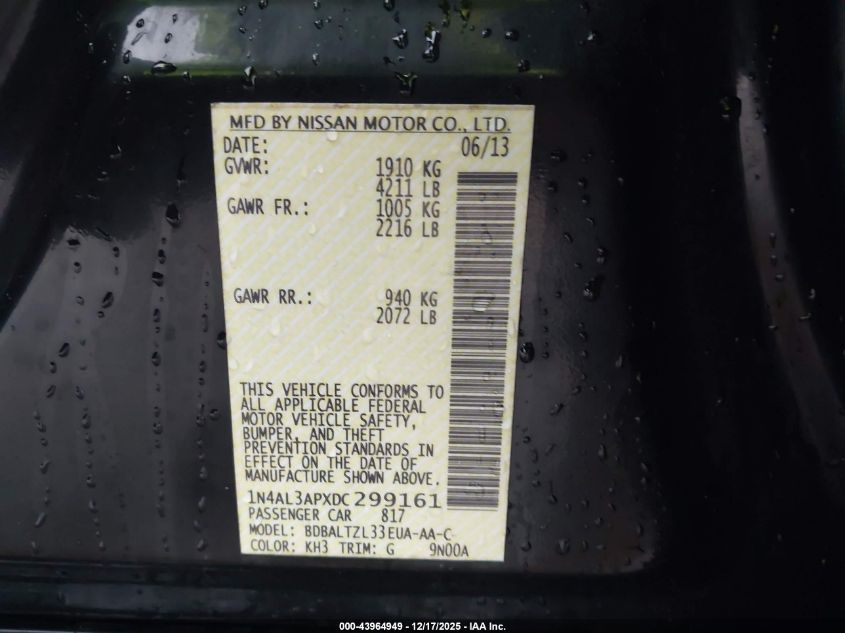 MFD BY NISSAN MOTOR CO., LTD.
DATE: 06/13
GVWR: 1910 KG
4211 LB
GAWR FR.: 1005 KG
2216 LB
GAWR RR.: 940 KG
2072 LB
THIS VEHICLE CONFORMS TO
ALL APPLICABLE FEDERAL
MOTOR VEHICLE SAFETY,
BUMPER, AND THEFT
PREVENTION STANDARDS IN
EFFECT ON THE DATE OF
MANUFACTURE SHOWN ABOVE.
1N4AL3APXDC299161
PASSENGER CAR 817
MODEL: BDBALTZL33EUA-AA-C-
COLOR: KH3 TRIM: G 9N00A
000-43964949 - 12/17/2025 - IAA Inc.